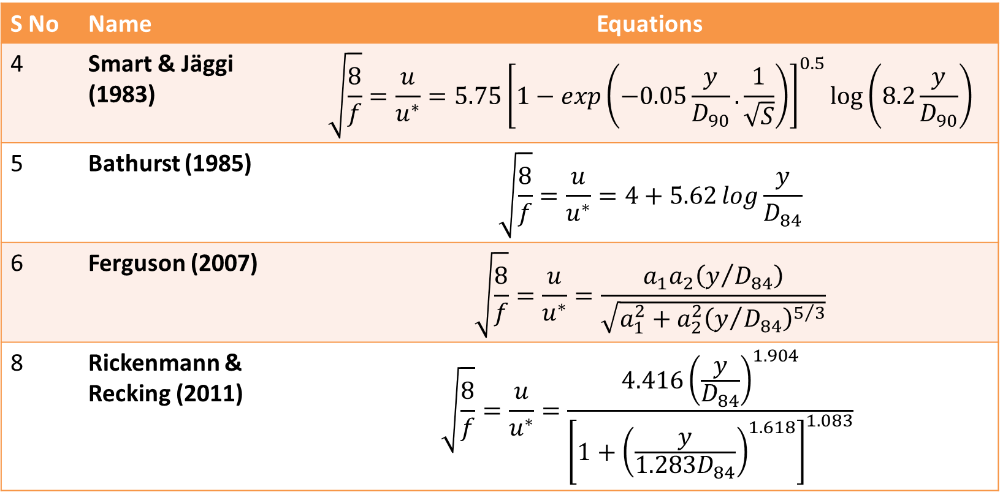 S No Name Equations
4 Smart & Jäggi (1983) \sqrt{\frac{8}{f}} = \frac{u}{u^*} = 5.75 \left[ 1 - exp \left( -0.05 \frac{y}{D_{90}} . \frac{1}{\sqrt{S}} \right) \right]^{0.5} \log \left( 8.2 \frac{y}{D_{90}} \right)
5 Bathurst (1985) \sqrt{\frac{8}{f}} = \frac{u}{u^*} = 4 + 5.62 \, log \frac{y}{D_{84}}
6 Ferguson (2007) \sqrt{\frac{8}{f}} = \frac{u}{u^*} = \frac{a_1 a_2 (y/D_{84})}{\sqrt{a_1^2 + a_2^2 (y/D_{84})^{5/3}}}
8 Rickenmann & Recking (2011) \sqrt{\frac{8}{f}} = \frac{u}{u^*} = \frac{4.416 \left( \frac{y}{D_{84}} \right)^{1.904}}{\left[ 1 + \left( \frac{y}{1.283 D_{84}} \right)^{1.618} \right]^{1.083}}